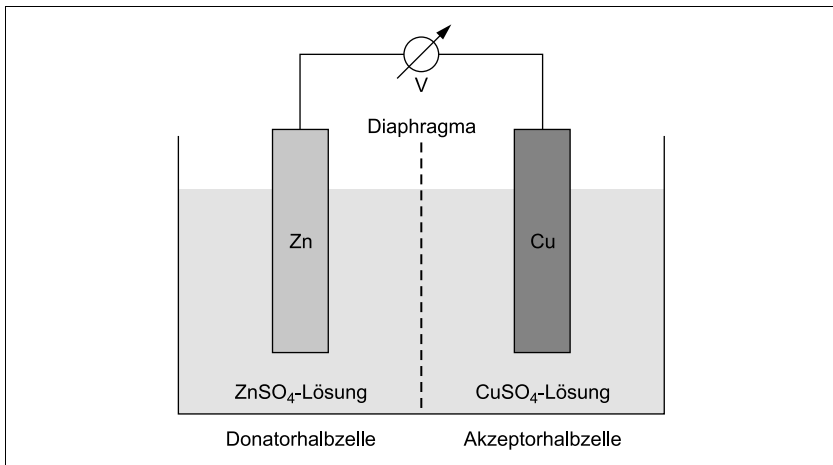 V
Diaphragma
Zn
Cu
ZnSO₄-Lösung
CuSO₄-Lösung
Donatorhalbzelle
Akzeptorhalbzelle